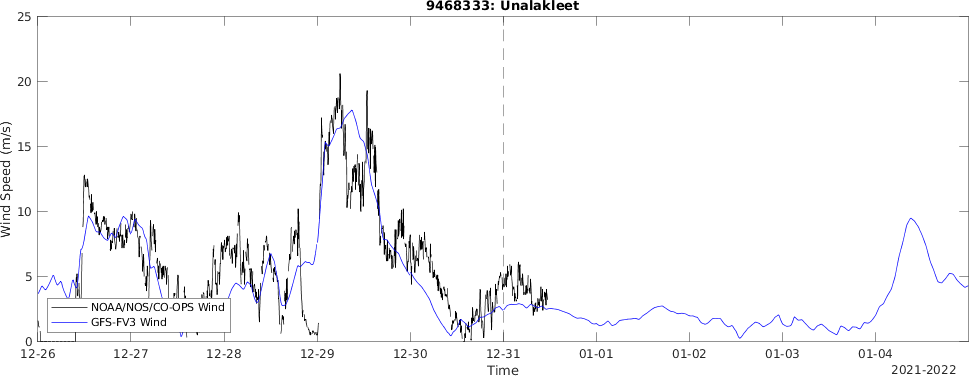 9468333: Unalakleet
25
20
15
10
5
0
Wind Speed (m/s)
NOAA/NOS/CO-OPS Wind
GFS-FV3 Wind
12-26 12-27 12-28 12-29 12-30 12-31 01-01 01-02 01-03 01-04
Time
2021-2022